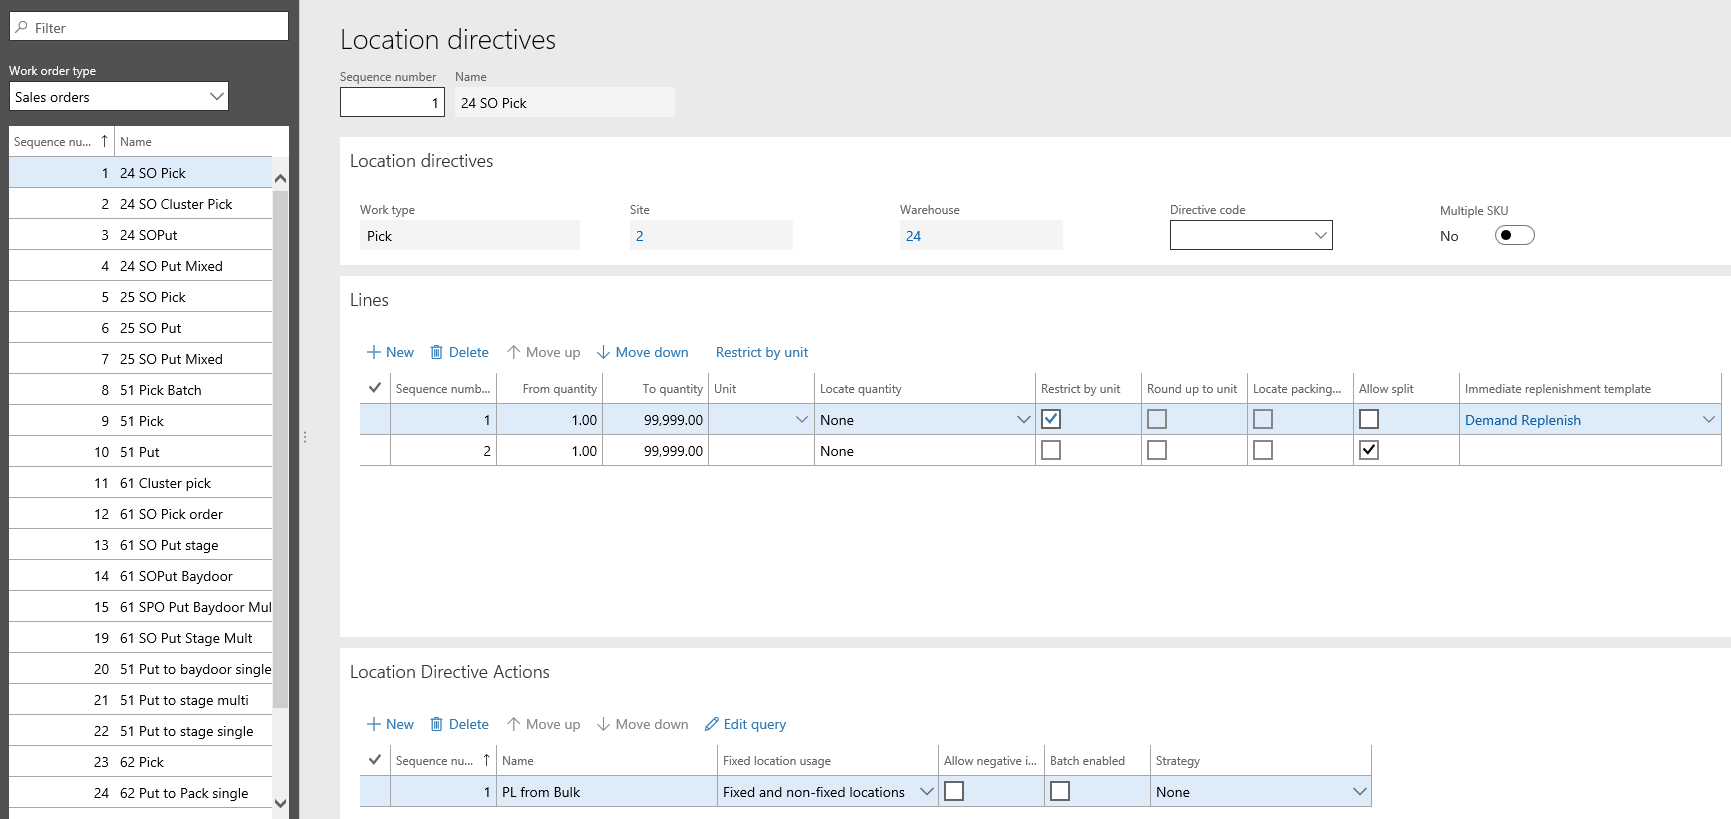 Filter
Work order type
Sales orders
Sequence nu... Name
1 24 SO Pick
2 24 SO Cluster Pick
3 24 SOPut
4 24 SO Put Mixed
5 25 SO Pick
6 25 SO Put
7 25 SO Put Mixed
8 51 Pick Batch
9 51 Pick
10 51 Put
11 61 Cluster pick
12 61 SO Pick order
13 61 SO Put stage
14 61 SOPut Baydoor
15 61 SPO Put Baydoor Mul
19 61 SO Put Stage Mult
20 51 Put to baydoor single
21 51 Put to stage multi
22 51 Put to stage single
23 62 Pick
24 62 Put to Pack single
Location directives
Sequence number Name
1 24 SO Pick
Location directives
Work type Site Warehouse Directive code Multiple SKU
Pick 2 24 No
Lines
New Delete Move up Move down Restrict by unit
Sequence numb... From quantity To quantity Unit Locate quantity Restrict by unit Round up to unit Locate packing... Allow split Immediate replenishment template
1 1.00 99,999.00 None Demand Replenish
2 1.00 99,999.00 None
Location Directive Actions
New Delete Move up Move down Edit query
Sequence nu... Name Fixed location usage Allow negative i... Batch enabled Strategy
1 PL from Bulk Fixed and non-fixed locations None